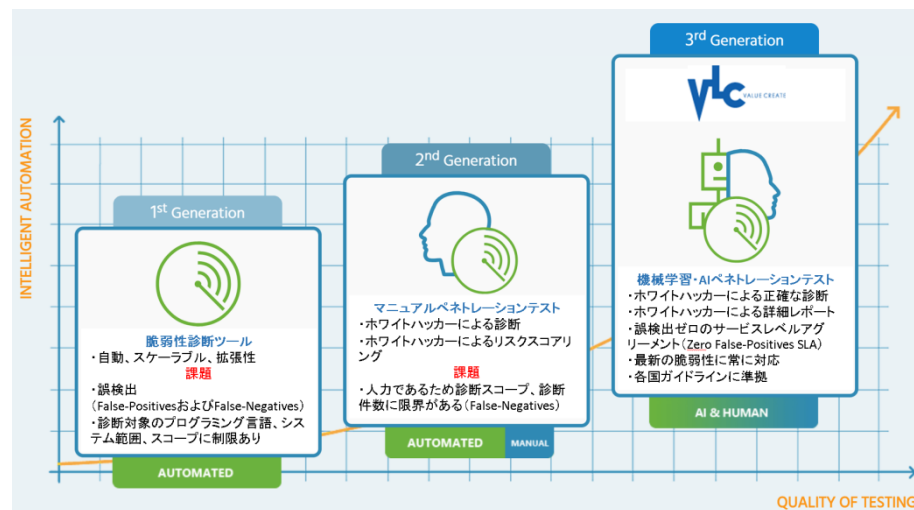 3rd Generation
VLC VALUE CREATE
機械学習・AIペネトレーションテスト
・ホワイトハッカーによる正確な診断
・ホワイトハッカーによる詳細レポート
・誤検出ゼロのサービスレベルアグ
リーメント(Zero False-Positives SLA)
・最新の脆弱性に常に対応
・各国ガイドラインに準拠
AI & HUMAN
2nd Generation
マニュアルペネトレーションテスト
・ホワイトハッカーによる診断
・ホワイトハッカーによるリスクスコアリ
ング
課題
・人力であるため診断スコープ、診断
件数に限界がある(False-Negatives)
AUTOMATED
MANUAL
1st Generation
脆弱性診断ツール
・自動、スケーラブル、拡張性
課題
・誤検出
(False-PositivesおよびFalse-Negatives)
・診断対象のプログラミング言語、シス
テム範囲、スコープに制限あり
AUTOMATED
INTELLIGENT AUTOMATION
QUALITY OF TESTING